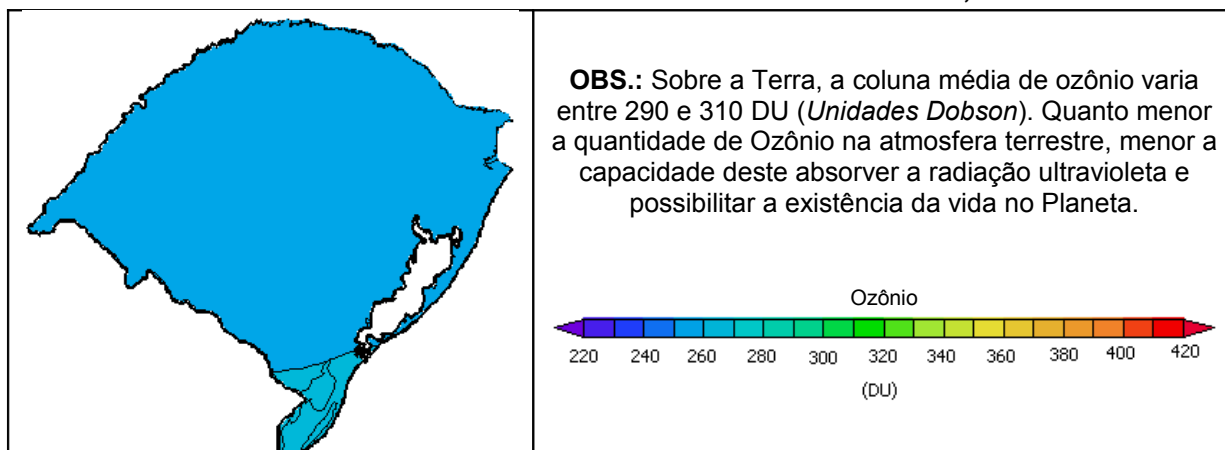 OBS.: Sobre a Terra, a coluna média de ozônio varia
entre 290 e 310 DU (Unidades Dobson). Quanto menor
a quantidade de Ozônio na atmosfera terrestre, menor a
capacidade deste absorver a radiação ultravioleta e
possibilitar a existência da vida no Planeta.
Ozônio
220 240 260 280 300 320 340 360 380 400 420
(DU)